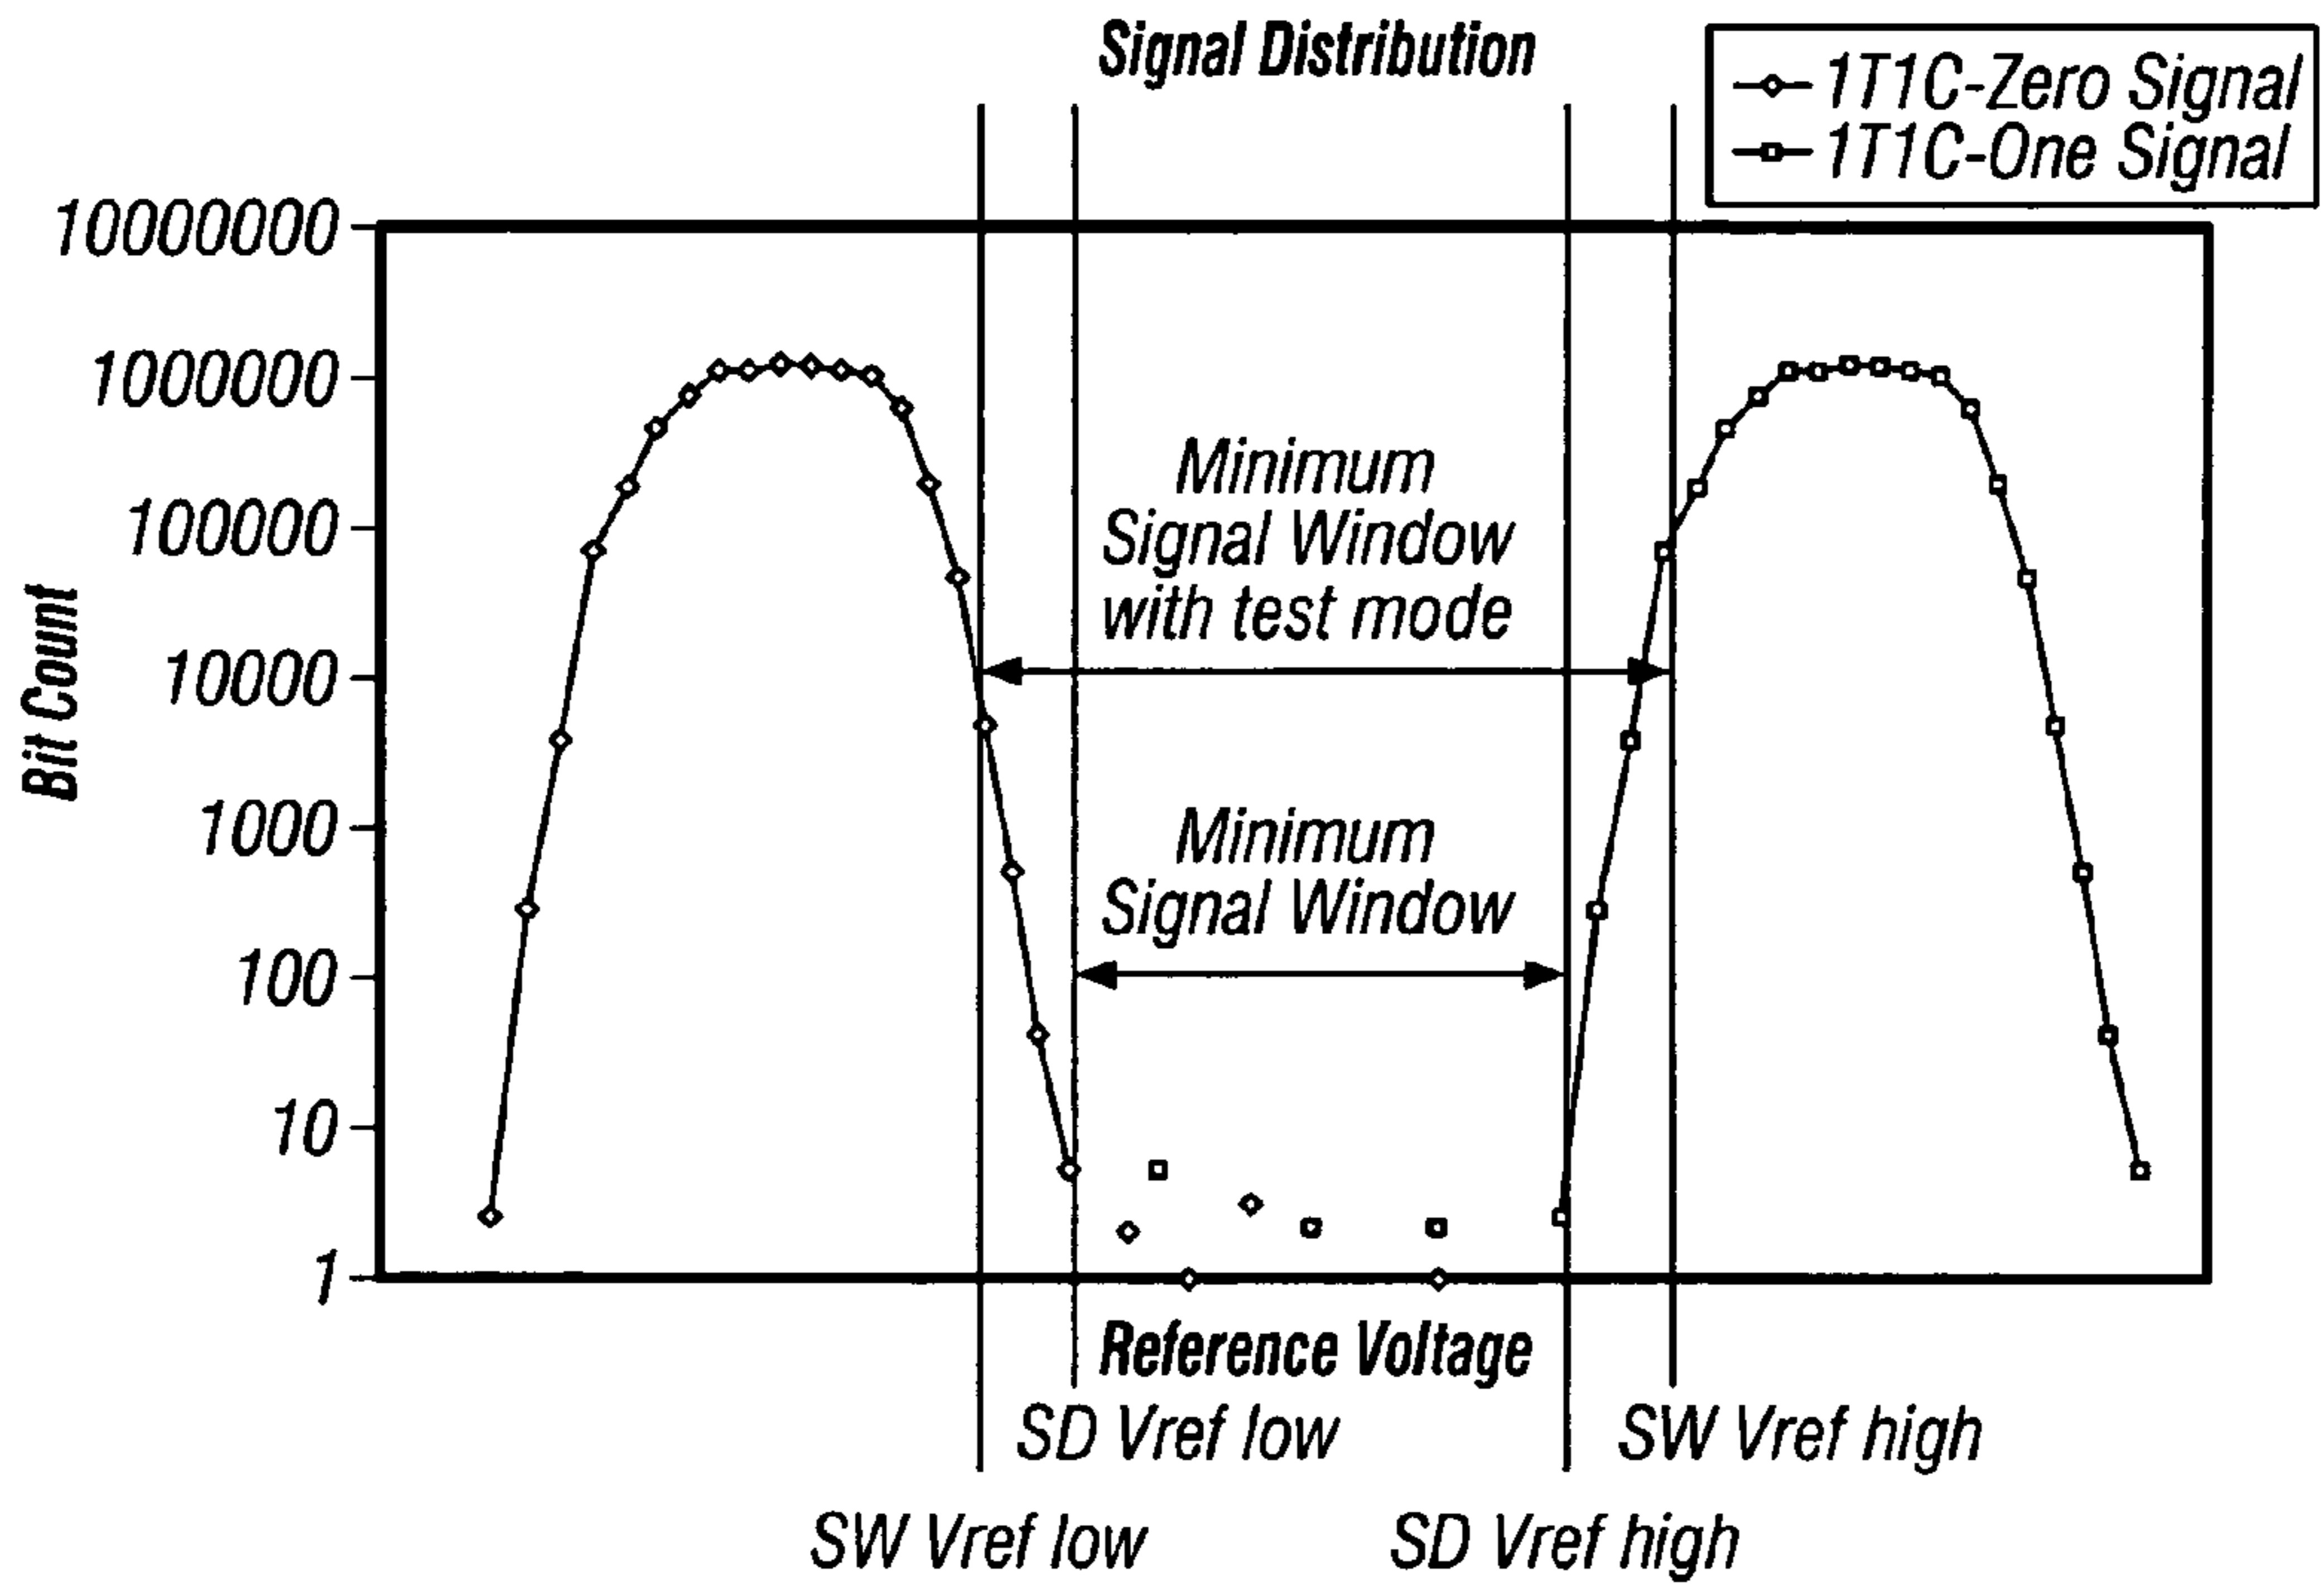 Signal Distribution
1T1C-Zero Signal
1T1C-One Signal
10000000
1000000
100000
10000
1000
100
10
1
Bit Count
Minimum
Signal Window
with test mode
Minimum
Signal Window
Reference Voltage
SD Vref low
SW Vref high
SW Vref low
SD Vref high